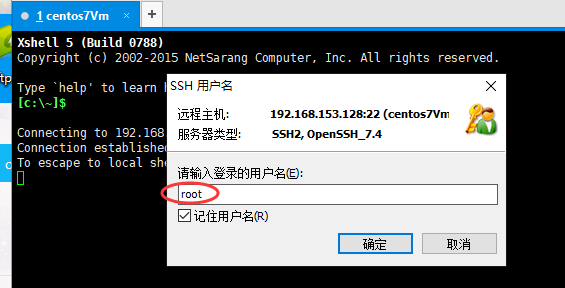 1 centos7Vm
Xshell 5 (Build 0788)
Copyright (c) 2002-2015 NetSarang Computer, Inc. All rights reserved.
Type `help' to learn h
[c:\~]$
Connecting to 192.168
Connection established
To escape to local she
SSH 用户名
远程主机: 192.168.153.128:22 (centos7Vm
服务器类型: SSH2, OpenSSH_7.4
请输入登录的用户名(E):
root
记住用户名(R)
确定 取消